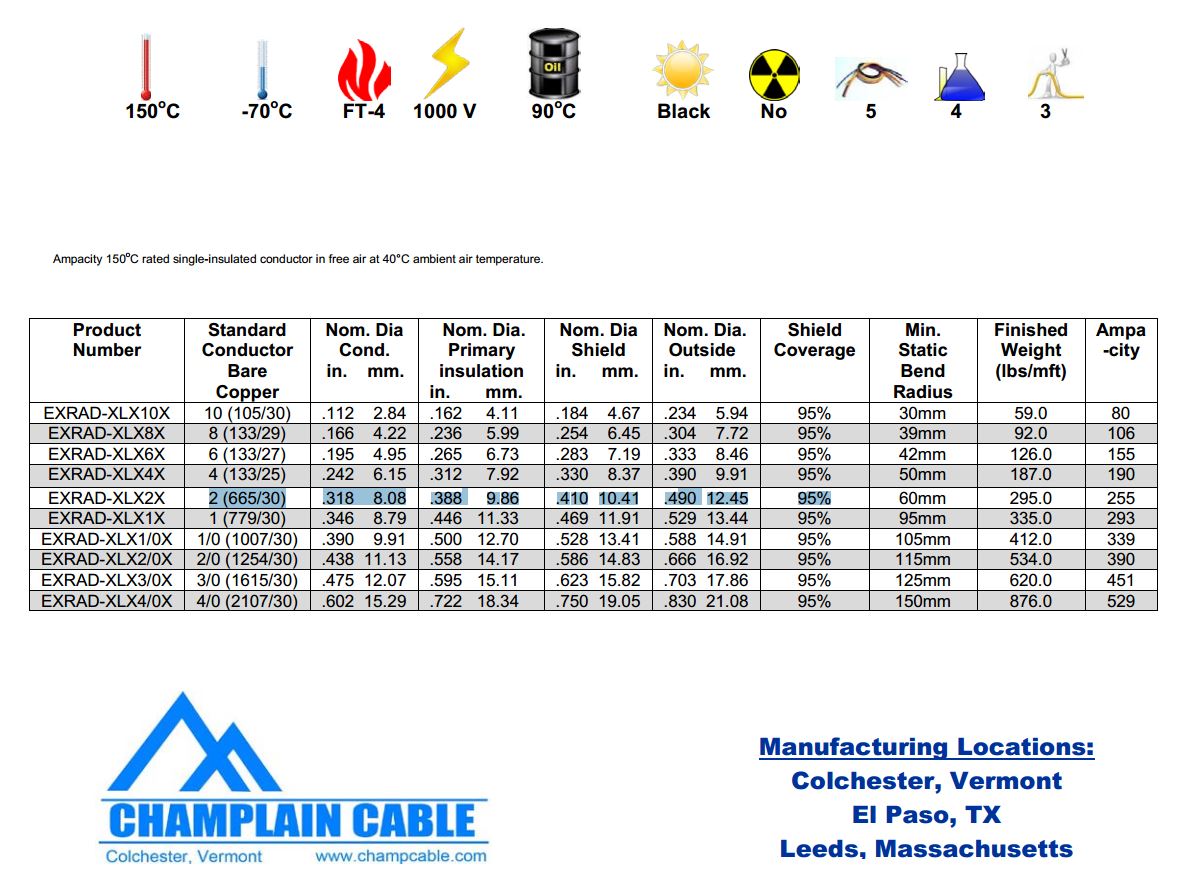 Oil
150°C -70°C FT-4 1000 V 90°C Black No 5 4 3
Ampacity 150°C rated single-insulated conductor in free air at 40°C ambient air temperature.
Product Number Standard Conductor Bare Copper Nom. Dia Cond. in. mm. Nom. Dia. Primary insulation in. mm. Nom. Dia Shield in. mm. Nom. Dia. Outside in. mm. Shield Coverage Min. Static Bend Radius Finished Weight (lbs/mft) Ampa -city
EXRAD-XLX10X 10 (105/30) .112 2.84 .162 4.11 .184 4.67 .234 5.94 95% 30mm 59.0 80
EXRAD-XLX8X 8 (133/29) .166 4.22 .236 5.99 .254 6.45 .304 7.72 95% 39mm 92.0 106
EXRAD-XLX6X 6 (133/27) .195 4.95 .265 6.73 .283 7.19 .333 8.46 95% 42mm 126.0 155
EXRAD-XLX4X 4 (133/25) .242 6.15 .312 7.92 .330 8.37 .390 9.91 95% 50mm 187.0 190
EXRAD-XLX2X 2 (665/30) .318 8.08 .388 9.86 .410 10.41 .490 12.45 95% 60mm 295.0 255
EXRAD-XLX1X 1 (779/30) .346 8.79 .446 11.33 .469 11.91 .529 13.44 95% 95mm 335.0 293
EXRAD-XLX1/0X 1/0 (1007/30) .390 9.91 .500 12.70 .528 13.41 .588 14.91 95% 105mm 412.0 339
EXRAD-XLX2/0X 2/0 (1254/30) .438 11.13 .558 14.17 .586 14.83 .666 16.92 95% 115mm 534.0 390
EXRAD-XLX3/0X 3/0 (1615/30) .475 12.07 .595 15.11 .623 15.82 .703 17.86 95% 125mm 620.0 451
EXRAD-XLX4/0X 4/0 (2107/30) .602 15.29 .722 18.34 .750 19.05 .830 21.08 95% 150mm 876.0 529
CHAMPLAIN CABLE
Colchester, Vermont www.champcable.com
Manufacturing Locations:
Colchester, Vermont
El Paso, TX
Leeds, Massachusetts